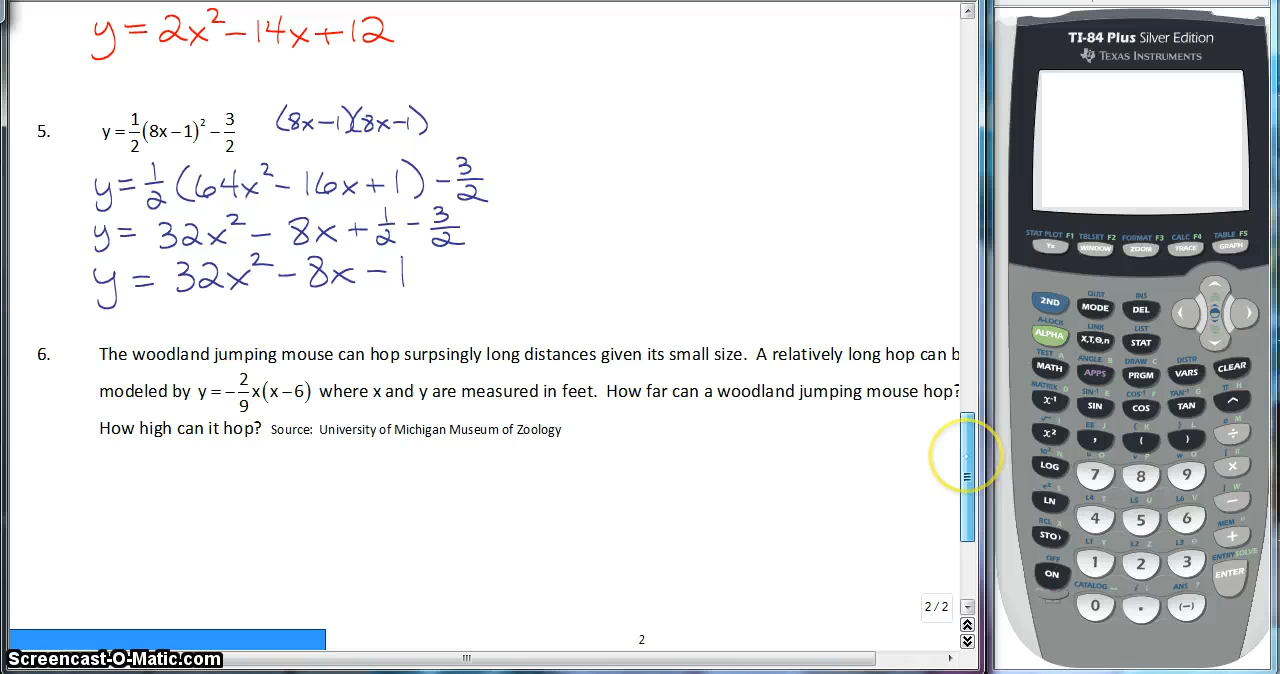 y = 2x² − 14x + 12
5. y = 1/2 (8x − 1)² − 3/2 (8x − 1)(8x − 1)
y = 1/2 (64x² − 16x + 1) − 3/2
y = 32x² − 8x + 1/2 − 3/2
y = 32x² − 8x − 1
6. The woodland jumping mouse can hop surpsingly long distances given its small size. A relatively long hop can b
modeled by y = − 2/9 x(x − 6) where x and y are measured in feet. How far can a woodland jumping mouse hop?
How high can it hop? Source: University of Michigan Museum of Zoology
2 / 2
2
Screencast-O-Matic.com
TI-84 Plus Silver Edition
TEXAS INSTRUMENTS
STAT PLOT F1 TBLSET F2 FORMAT F3 CALC F4 TABLE F5
Y= WINDOW ZOOM TRACE GRAPH
QUIT INS
2ND MODE DEL
A-LOCK LINK LIST
ALPHA X,T,Θ,n STAT
TEST A ANGLE B DRAW C DISTR
MATH APPS PRGM VARS CLEAR
MATRIX D SIN⁻¹ E COS⁻¹ F TAN⁻¹ G π H
x⁻¹ SIN COS TAN ^
x² , ( ) ÷
LOG 7 8 9 ×
LN 4 5 6 −
RCL X L1 Y L2 Z L3 MEM
STO› 1 2 3 +
OFF CATALOG ANS ? ENTRY SOLVE
ON 0 . (−) ENTER